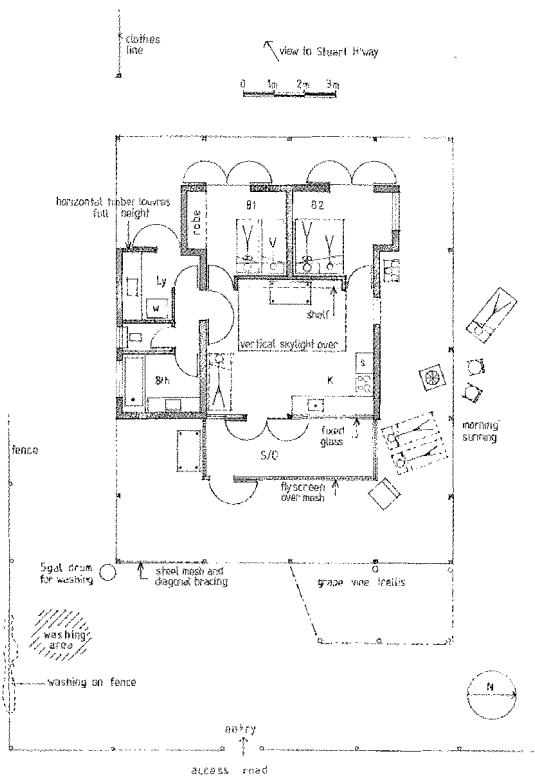 clothes
line
view to Stuart H'way
0 1m 2m 3m
horizontal timber louvres
full height
robe
B1
B2
Ly
W
shelf
vertical skylight over
S
K
Bth
fixed
glass
morning
sunning
fence
S/O
flyscreen
over mesh
5gal drum
for washing
steel mesh and
diagonal bracing
grape vine trellis
washing
area
washing on fence
N
entry
access road